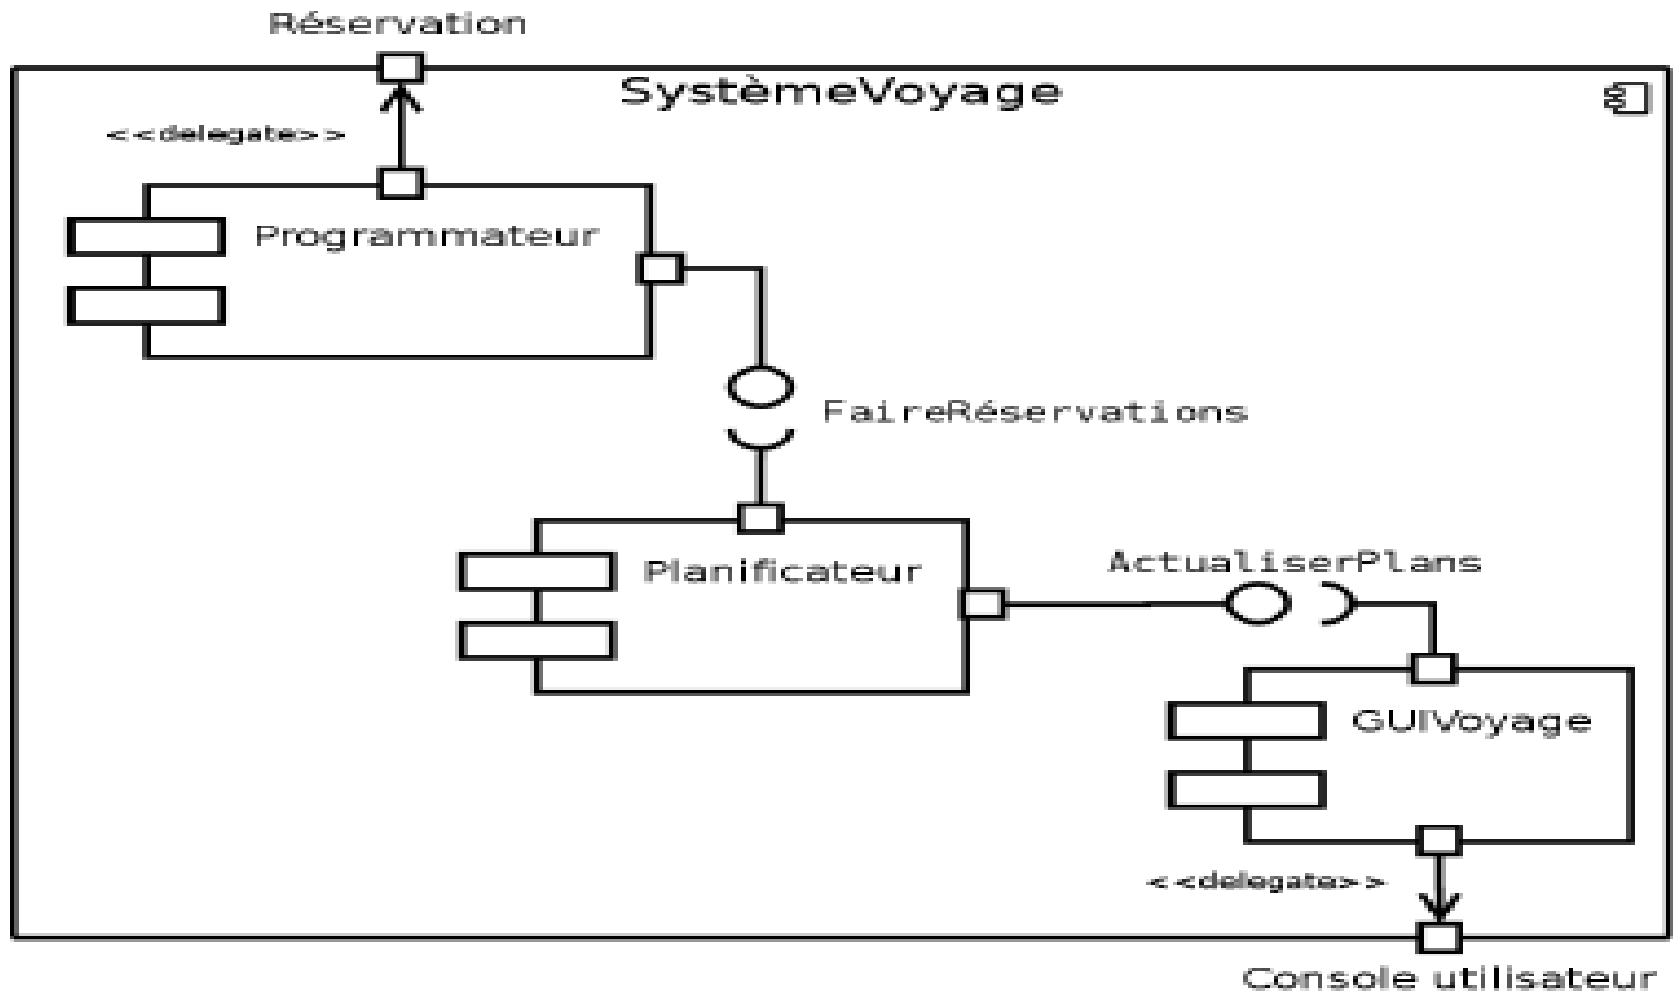 Réservation
SystèmeVoyage
<<delegate>>
Programmateur
FaireRéservations
Planificateur
ActualiserPlans
GUIVoyage
<<delegate>>
Console utilisateur